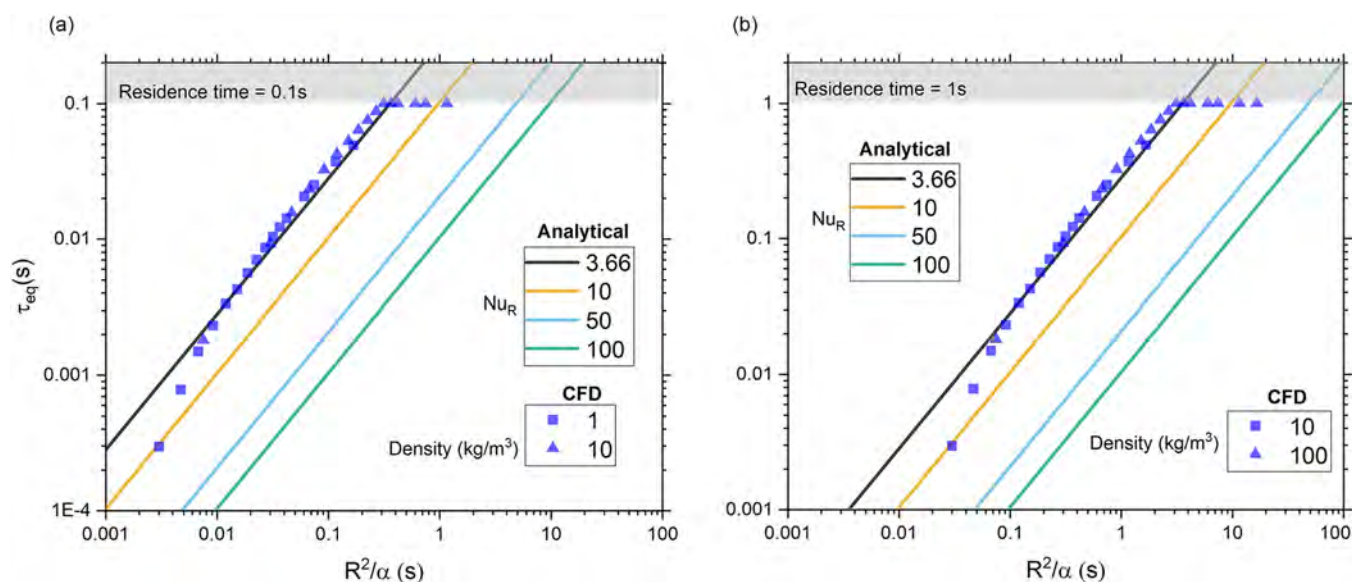 (a)
Residence time = 0.1s
τeq(s)
0.1
0.01
0.001
1E-4
Analytical
NuR
3.66
10
50
100
CFD
Density (kg/m³)
1
10
0.001
0.01
0.1
1
10
100
R²/α (s)
(b)
Residence time = 1s
1
0.1
0.01
0.001
Analytical
NuR
3.66
10
50
100
CFD
Density (kg/m³)
10
100
0.001
0.01
0.1
1
10
100
R²/α (s)